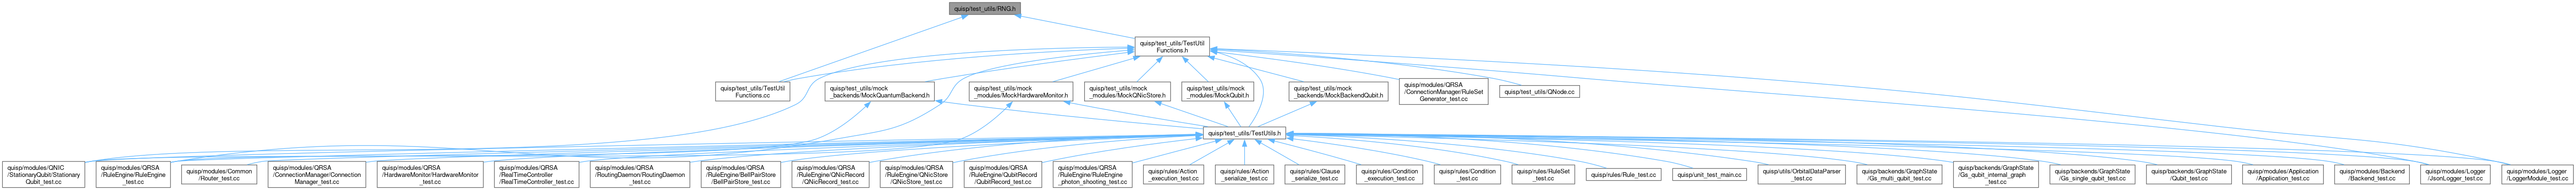 quisp/test_utils/RNG.h
quisp/test_utils/TestUtil
Functions.h
quisp/test_utils/TestUtil
Functions.cc
quisp/test_utils/mock
_backends/MockQuantumBackend.h
quisp/test_utils/mock
_modules/MockHardwareMonitor.h
quisp/test_utils/mock
_modules/MockQNicStore.h
quisp/test_utils/mock
_modules/MockQubit.h
quisp/test_utils/mock
_backends/MockBackendQubit.h
quisp/modules/QRSA
/ConnectionManager/RuleSet
Generator_test.cc
quisp/test_utils/QNode.cc
quisp/test_utils/TestUtils.h
quisp/modules/QNIC
/StationaryQubit/Stationary
Qubit_test.cc
quisp/modules/QRSA
/RuleEngine/RuleEngine
_test.cc
quisp/modules/Common
/Router_test.cc
quisp/modules/QRSA
/ConnectionManager/Connection
Manager_test.cc
quisp/modules/QRSA
/HardwareMonitor/HardwareMonitor
_test.cc
quisp/modules/QRSA
/RealTimeController
/RealTimeController_test.cc
quisp/modules/QRSA
/RoutingDaemon/RoutingDaemon
_test.cc
quisp/modules/QRSA
/RuleEngine/BellPairStore
/BellPairStore_test.cc
quisp/modules/QRSA
/RuleEngine/QNicRecord
/QNicRecord_test.cc
quisp/modules/QRSA
/RuleEngine/QNicStore
/QNicStore_test.cc
quisp/modules/QRSA
/RuleEngine/QubitRecord
/QubitRecord_test.cc
quisp/modules/QRSA
/RuleEngine/RuleEngine
_photon_shooting_test.cc
quisp/rules/Action
_execution_test.cc
quisp/rules/Action
_serialize_test.cc
quisp/rules/Clause
_serialize_test.cc
quisp/rules/Condition
_execution_test.cc
quisp/rules/Condition
_test.cc
quisp/rules/RuleSet
_test.cc
quisp/rules/Rule_test.cc
quisp/unit_test_main.cc
quisp/utils/OrbitalDataParser
_test.cc
quisp/backends/GraphState
/Gs_multi_qubit_test.cc
quisp/backends/GraphState
/Gs_qubit_internal_graph
_test.cc
quisp/backends/GraphState
/Gs_single_qubit_test.cc
quisp/backends/GraphState
/Qubit_test.cc
quisp/modules/Application
/Application_test.cc
quisp/modules/Backend
/Backend_test.cc
quisp/modules/Logger
/JsonLogger_test.cc
quisp/modules/Logger
/LoggerModule_test.cc